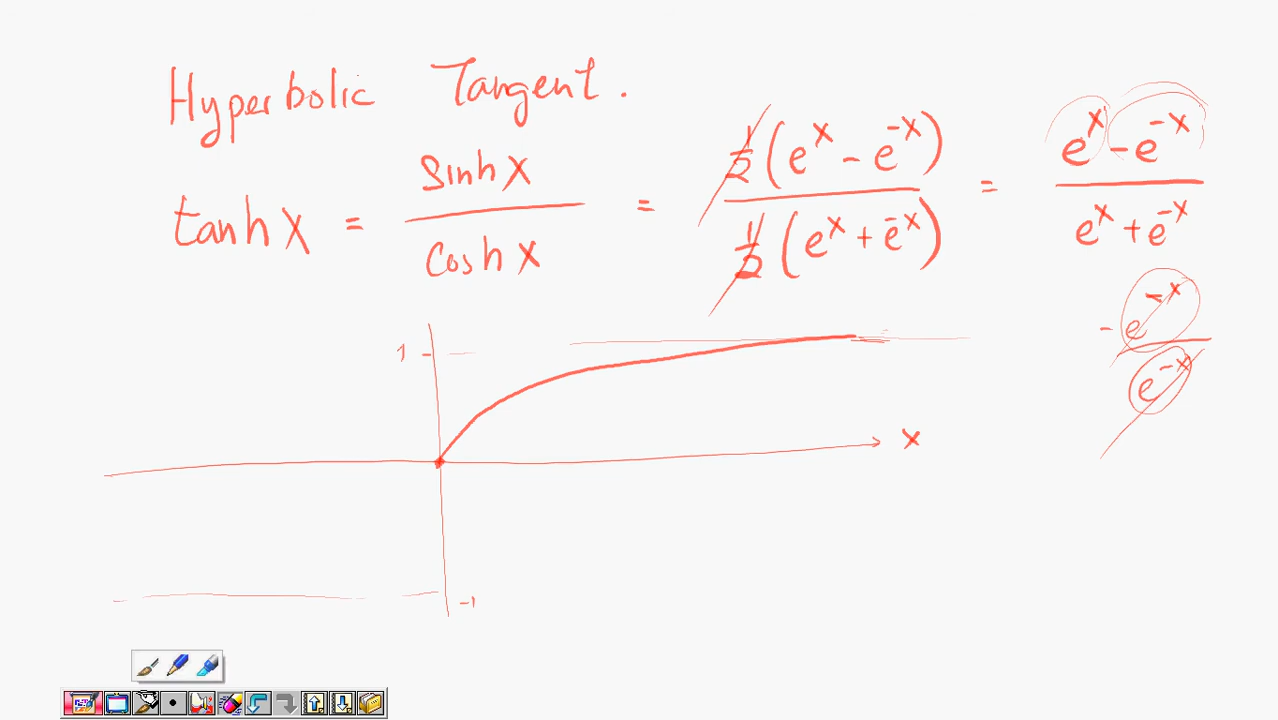 Hyperbolic Tangent.
tanh x = sinh x / cosh x = ½ (e^x - e^-x) / ½ (e^x + e^-x) = e^x - e^-x / e^x + e^-x
- e^-x / e^-x
1
x
-1